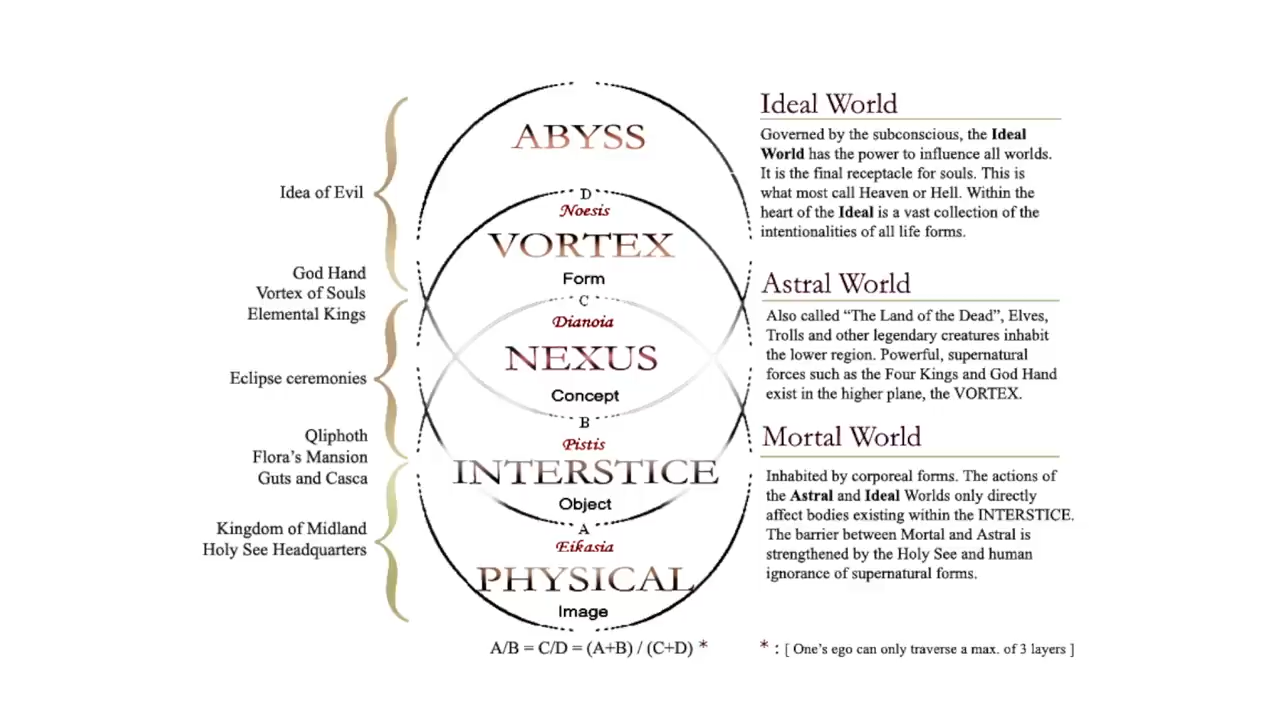 Idea of Evil
God Hand
Vortex of Souls
Elemental Kings
Eclipse ceremonies
Qliphoth
Flora's Mansion
Guts and Casca
Kingdom of Midland
Holy See Headquarters
ABYSS
D
Noesis
VORTEX
Form
C
Dianoia
NEXUS
Concept
B
Pistis
INTERSTICE
Object
A
Eikasia
PHYSICAL
Image
A/B = C/D = (A+B) / (C+D) *
Ideal World
Governed by the subconscious, the Ideal
World has the power to influence all worlds.
It is the final receptacle for souls. This is
what most call Heaven or Hell. Within the
heart of the Ideal is a vast collection of the
intentionalities of all life forms.
Astral World
Also called “The Land of the Dead”, Elves,
Trolls and other legendary creatures inhabit
the lower region. Powerful, supernatural
forces such as the Four Kings and God Hand
exist in the higher plane, the VORTEX.
Mortal World
Inhabited by corporeal forms. The actions of
the Astral and Ideal Worlds only directly
affect bodies existing within the INTERSTICE.
The barrier between Mortal and Astral is
strengthened by the Holy See and human
ignorance of supernatural forms.
* : [ One's ego can only traverse a max. of 3 layers ]